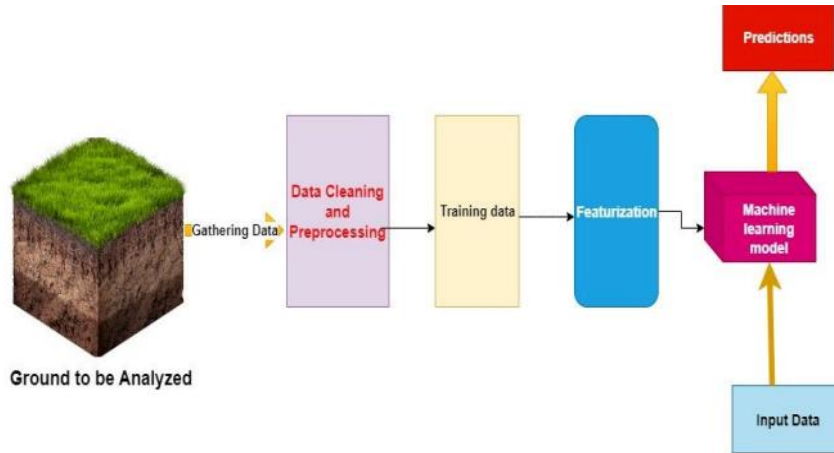 Predictions
Data Cleaning
and
Preprocessing
Training data
Featurization
Machine
learning
model
Gathering Data
Ground to be Analyzed
Input Data